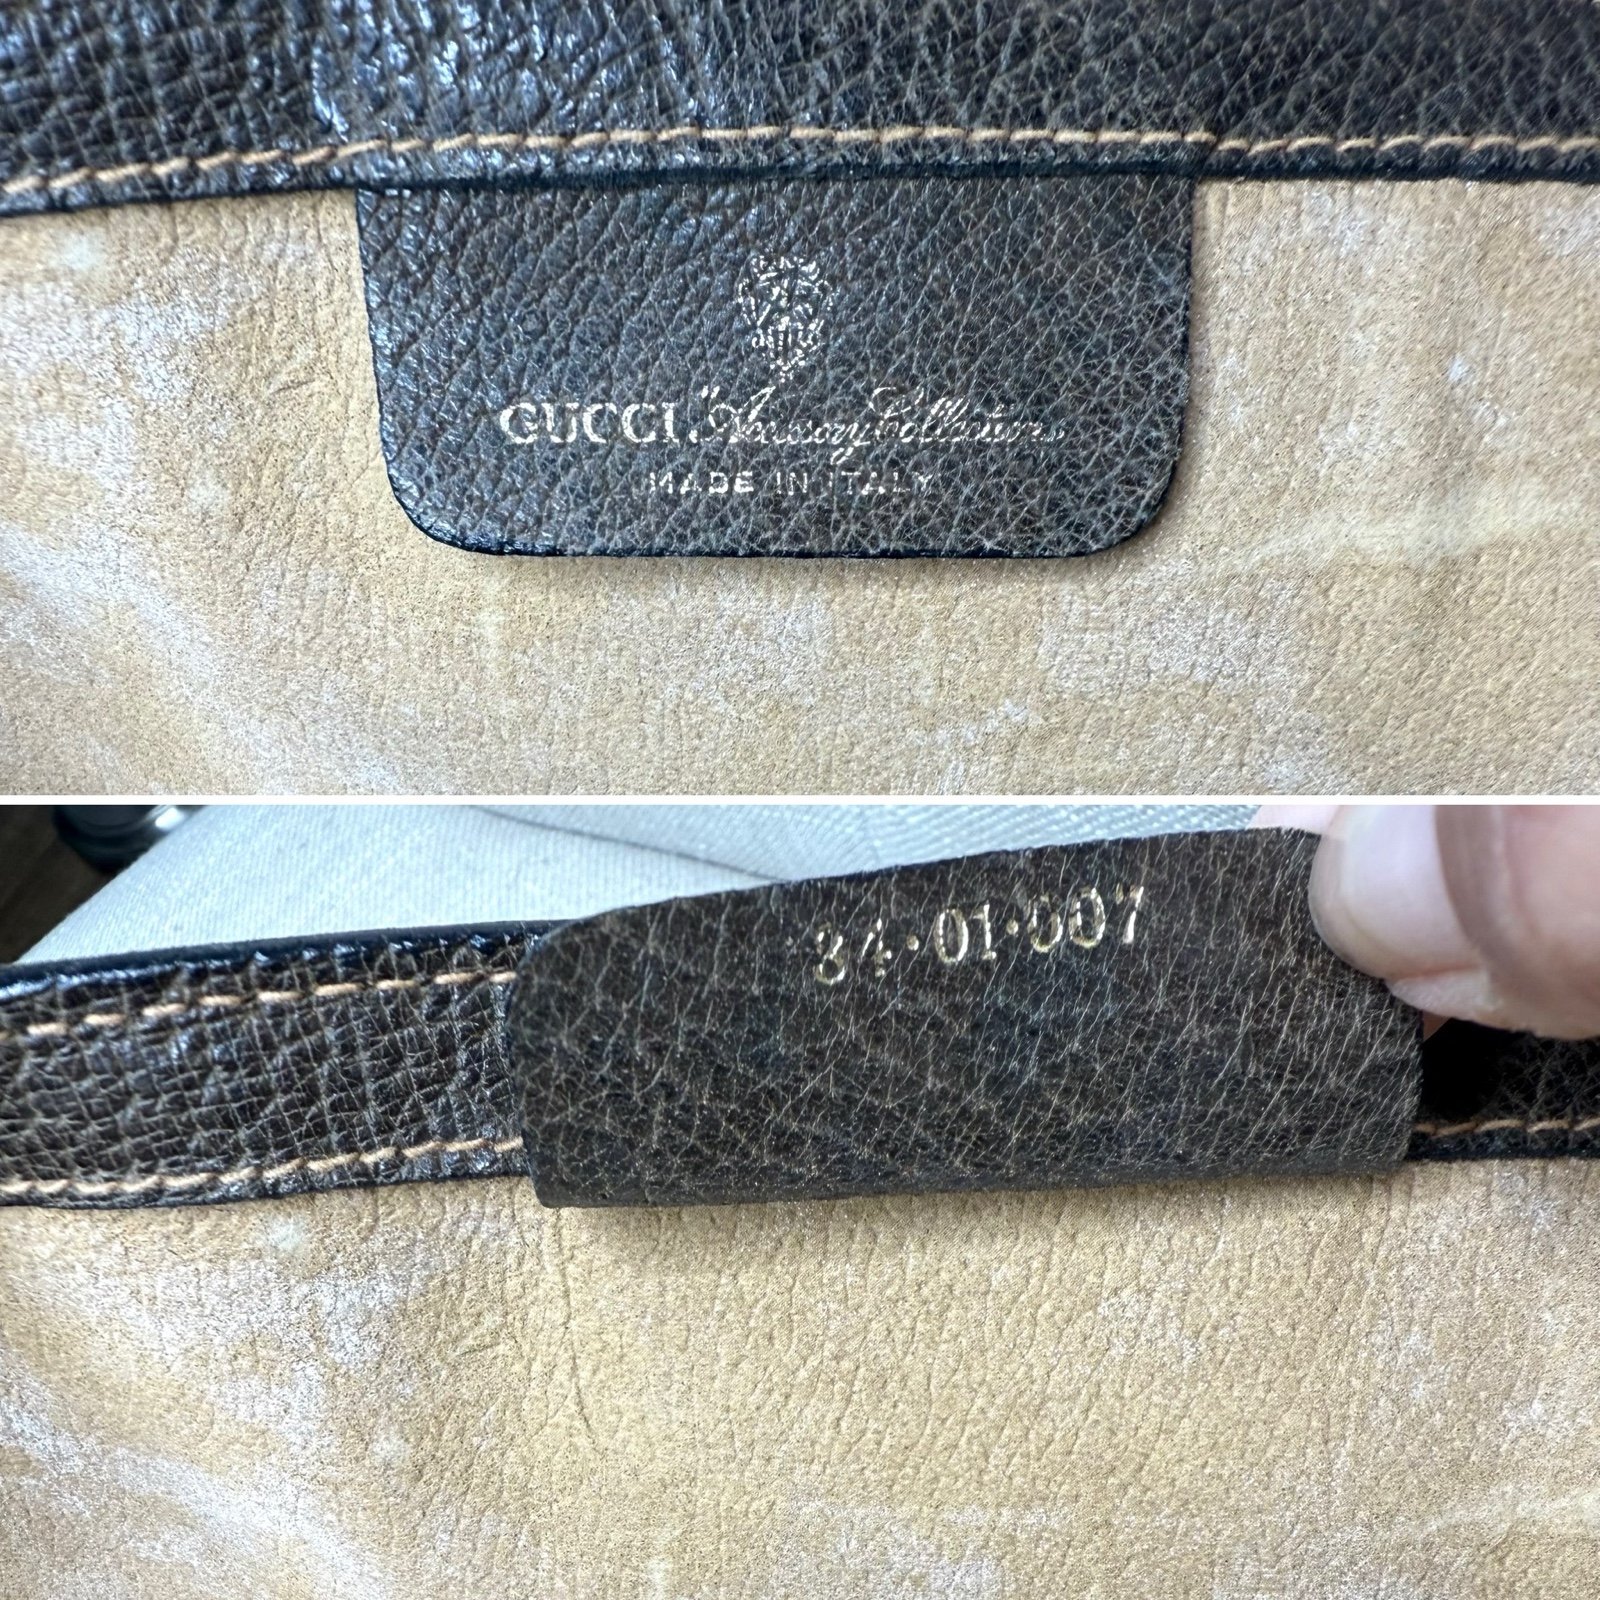 GUCCI "Accessory Collection"
MADE IN ITALY
84·01·007